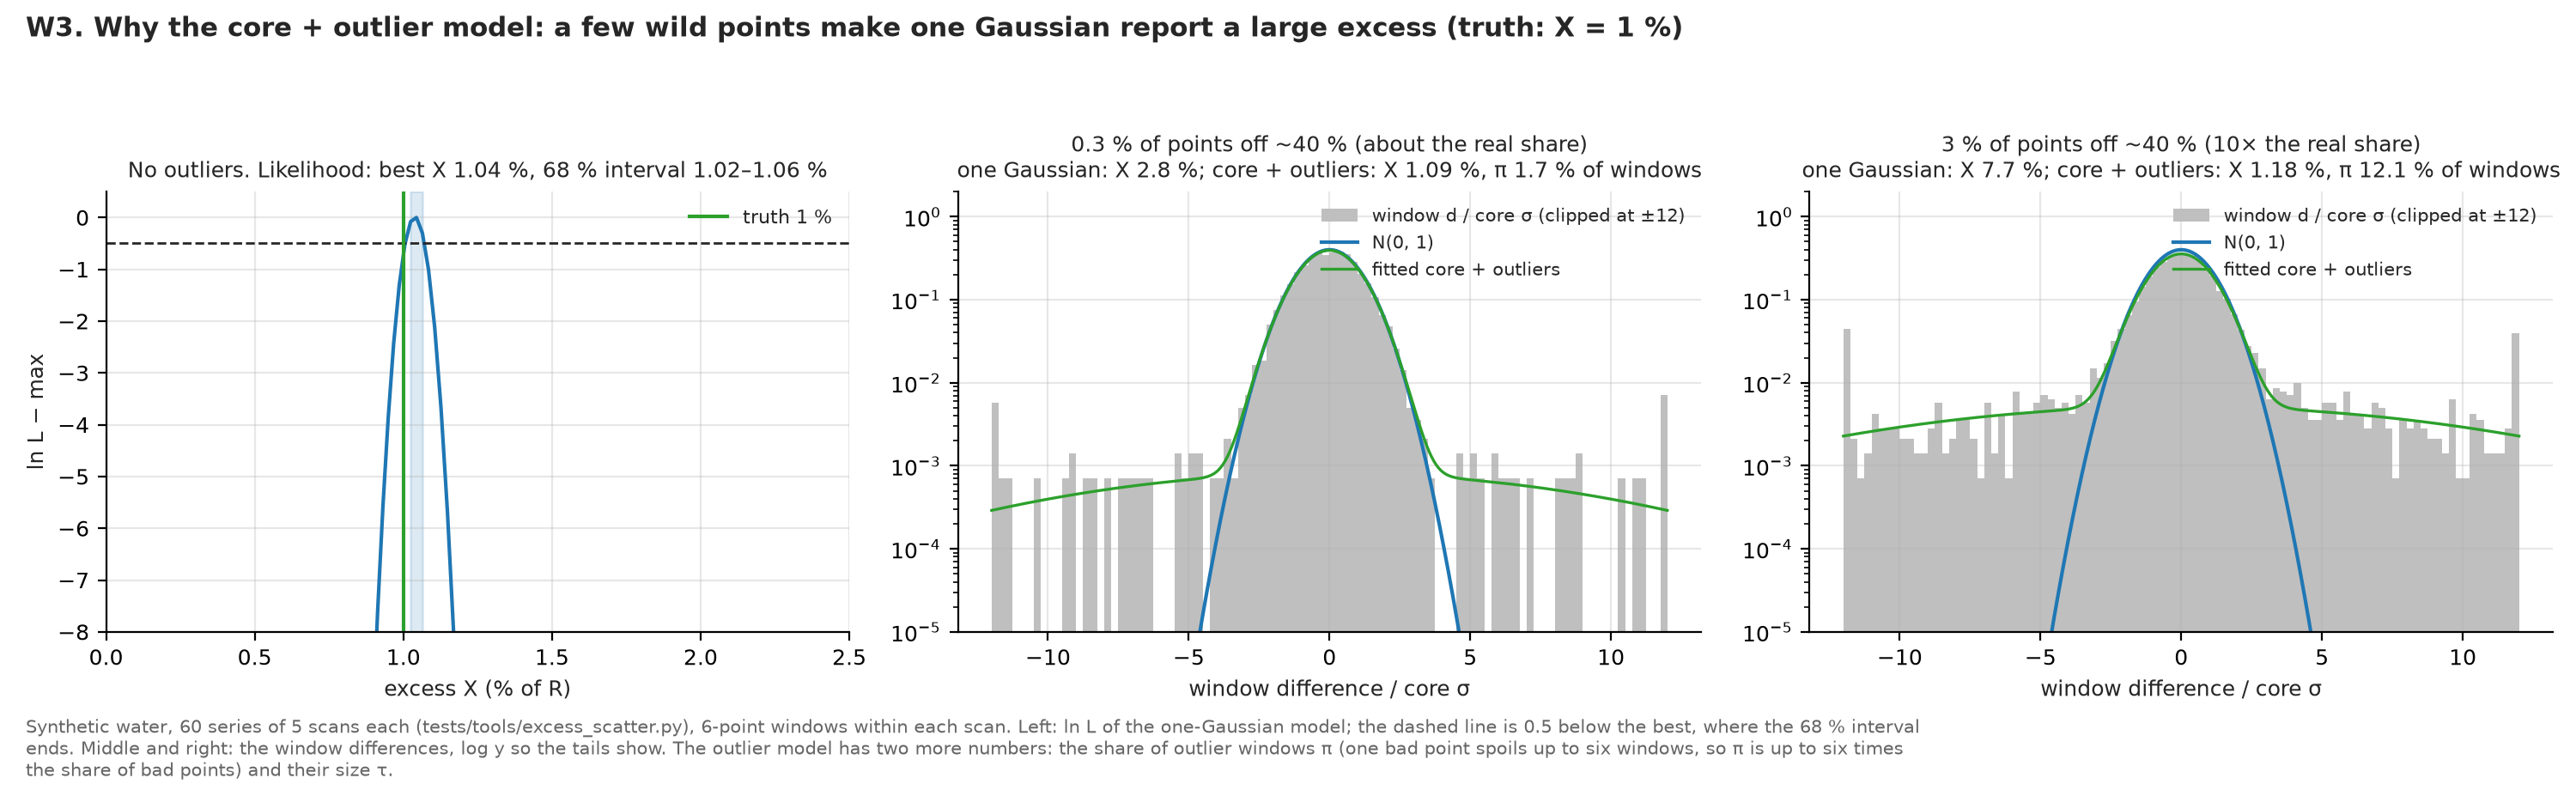 W3. Why the core + outlier model: a few wild points make one Gaussian report a large excess (truth: X = 1 %)
No outliers. Likelihood: best X 1.04 %, 68 % interval 1.02–1.06 %
truth 1 %
ln L − max
0
−1
−2
−3
−4
−5
−6
−7
−8
0.0
0.5
1.0
1.5
2.0
2.5
excess X (% of R)
0.3 % of points off ~40 % (about the real share)
one Gaussian: X 2.8 %; core + outliers: X 1.09 %, π 1.7 % of windows
window d / core σ (clipped at ±12)
N(0, 1)
fitted core + outliers
10⁰
10⁻¹
10⁻²
10⁻³
10⁻⁴
10⁻⁵
−10
−5
0
5
10
window difference / core σ
3 % of points off ~40 % (10× the real share)
one Gaussian: X 7.7 %; core + outliers: X 1.18 %, π 12.1 % of windows
window d / core σ (clipped at ±12)
N(0, 1)
fitted core + outliers
10⁰
10⁻¹
10⁻²
10⁻³
10⁻⁴
10⁻⁵
−10
−5
0
5
10
window difference / core σ
Synthetic water, 60 series of 5 scans each (tests/tools/excess_scatter.py), 6-point windows within each scan. Left: ln L of the one-Gaussian model; the dashed line is 0.5 below the best, where the 68 % interval
ends. Middle and right: the window differences, log y so the tails show. The outlier model has two more numbers: the share of outlier windows π (one bad point spoils up to six windows, so π is up to six times
the share of bad points) and their size τ.